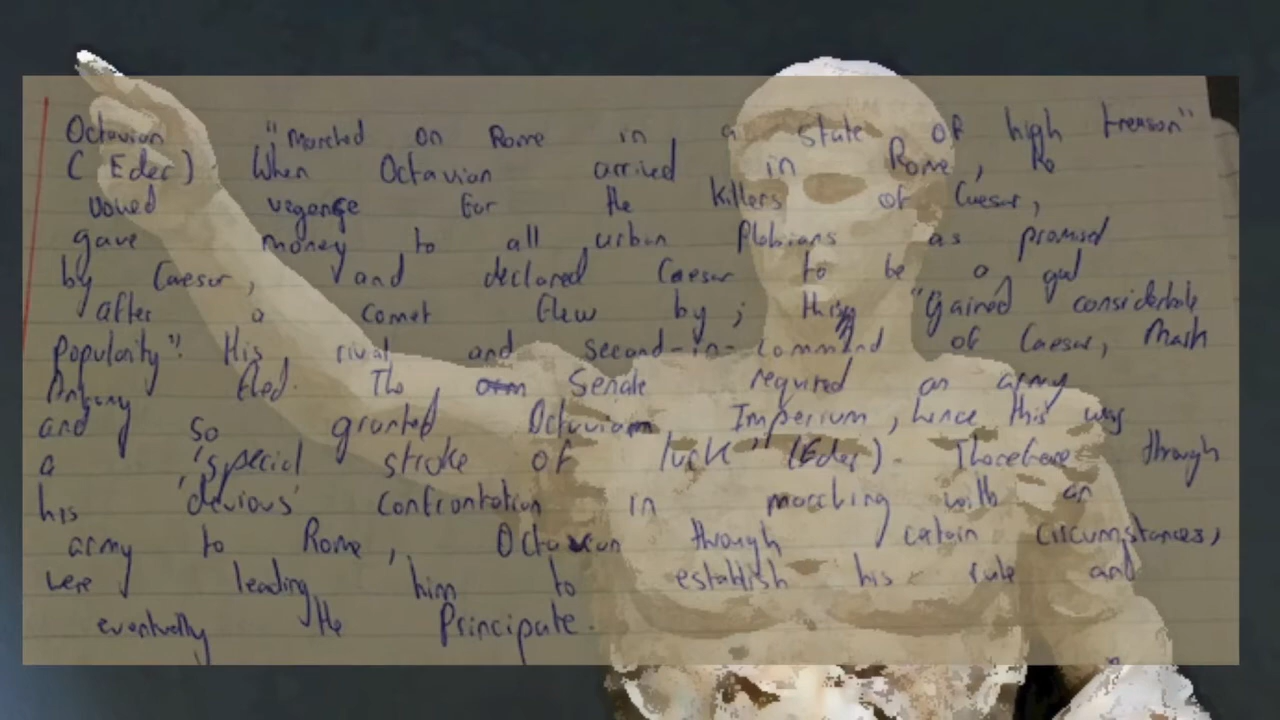 Octavian "Marched on Rome in a state of high treason"
(Eder) When Octavian arrived in Rome, he
vowed vegange for the Killers of Caesar,
gave money to all urban Plebians as promised
by Caesar, and declared Caesar to be a god
after a comet flew by; this "Gained considerbale
Popularity". His rival and second-in-command of Caesar, Mark
Antony fled. The Senate required an army
and so granted Octavian Imperium, hence this was
a 'special stroke of luck" (Eder). Thorefore through
his 'devious' confrontation in marching with an
army to Rome, Octavian through certain circumstances,
were leading him to establish his rule and
eventually the Principate.